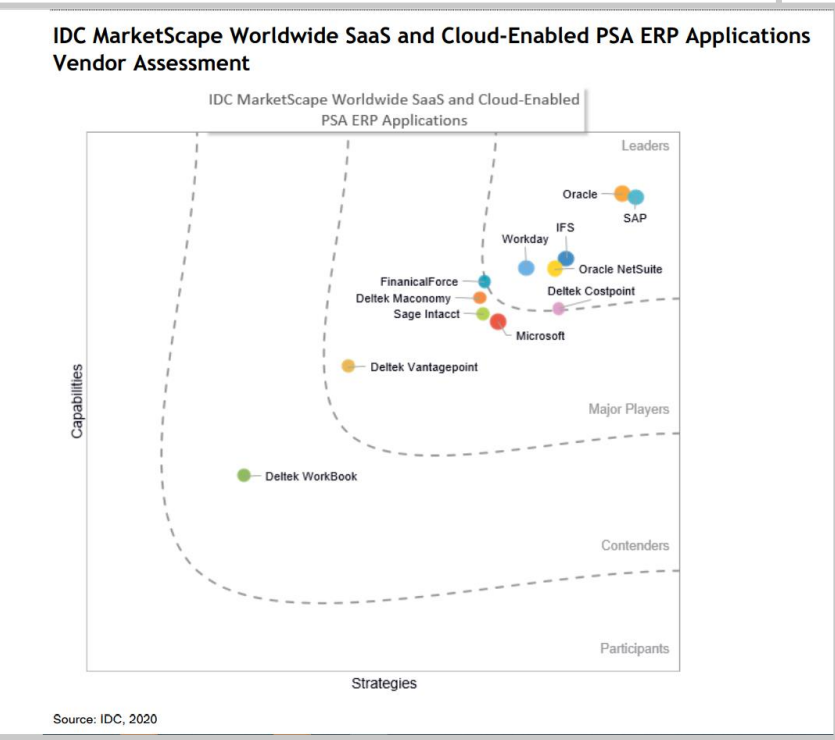 IDC MarketScape Worldwide SaaS and Cloud-Enabled PSA ERP Applications
Vendor Assessment
IDC MarketScape Worldwide SaaS and Cloud-Enabled
PSA ERP Applications
Leaders
Oracle
SAP
IFS
Workday
Oracle NetSuite
FinanicalForce
Deltek Costpoint
Deltek Maconomy
Sage Intacct
Microsoft
Deltek Vantagepoint
Capabilities
Major Players
Deltek WorkBook
Contenders
Participants
Strategies
Source: IDC, 2020